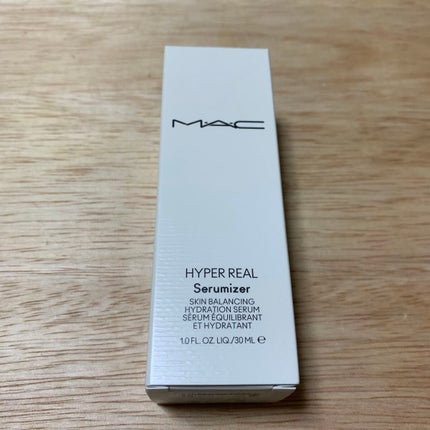 M·A·C
HYPER REAL
Serumizer
SKIN BALANCING
HYDRATION SERUM
SÉRUM ÉQUILIBRANT
ET HYDRATANT
1.0 FL. OZ. LIQ./30 ML ℮